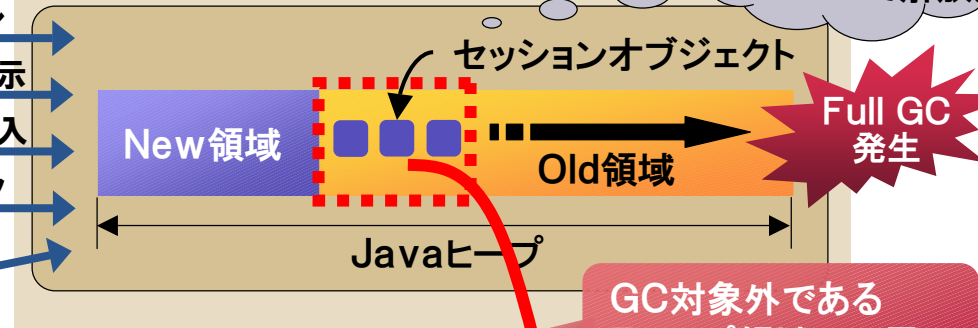 示
入
セッションオブジェクト
New領域
Old領域
Full GC
発生
Javaヒープ
GC対象外である